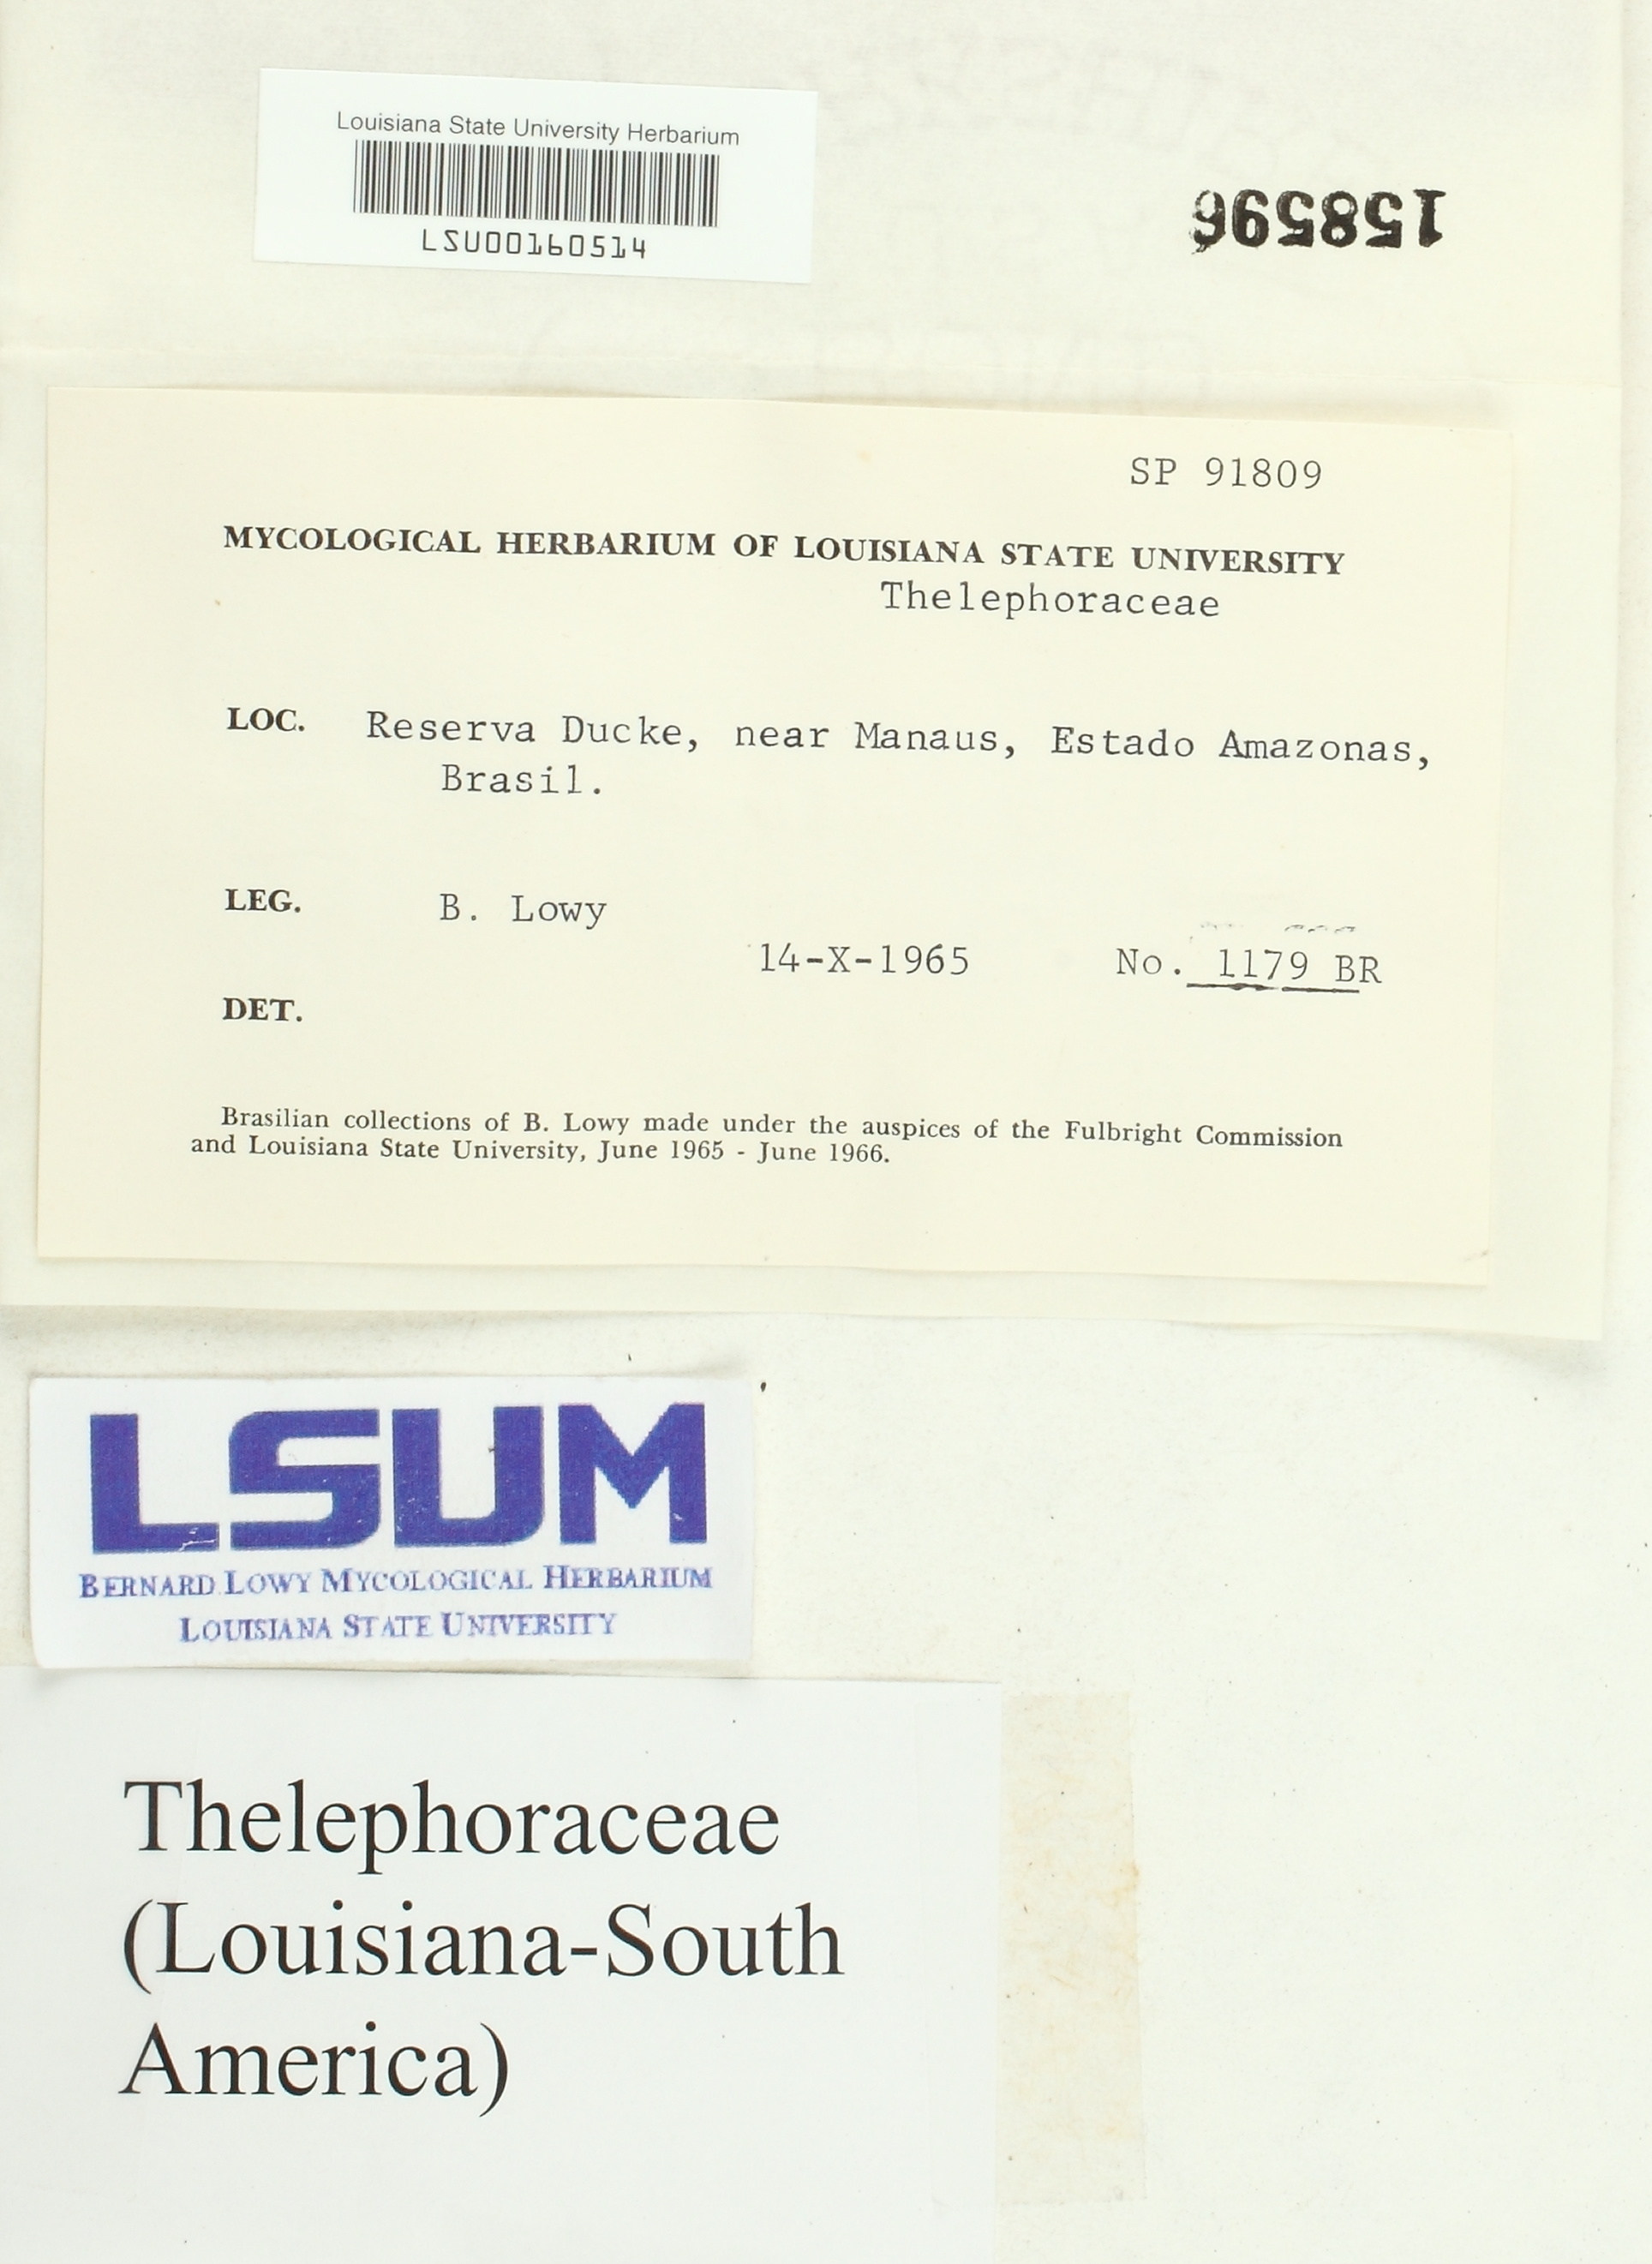 Louisiana State University Herbarium
LSU00160514
158596
SP 91809
MYCOLOGICAL HERBARIUM OF LOUISIANA STATE UNIVERSITY
Thelephoraceae
LOC. Reserva Ducke, near Manaus, Estado Amazonas,
Brasil.
LEG. B. Lowy
14-X-1965 No. 1179 BR
DET.
Brasilian collections of B. Lowy made under the auspices of the Fulbright Commission
and Louisiana State University, June 1965 - June 1966.
LSUM
BERNARD LOWY MYCOLOGICAL HERBARIUM
LOUISIANA STATE UNIVERSITY
Thelephoraceae
(Louisiana-South
America)